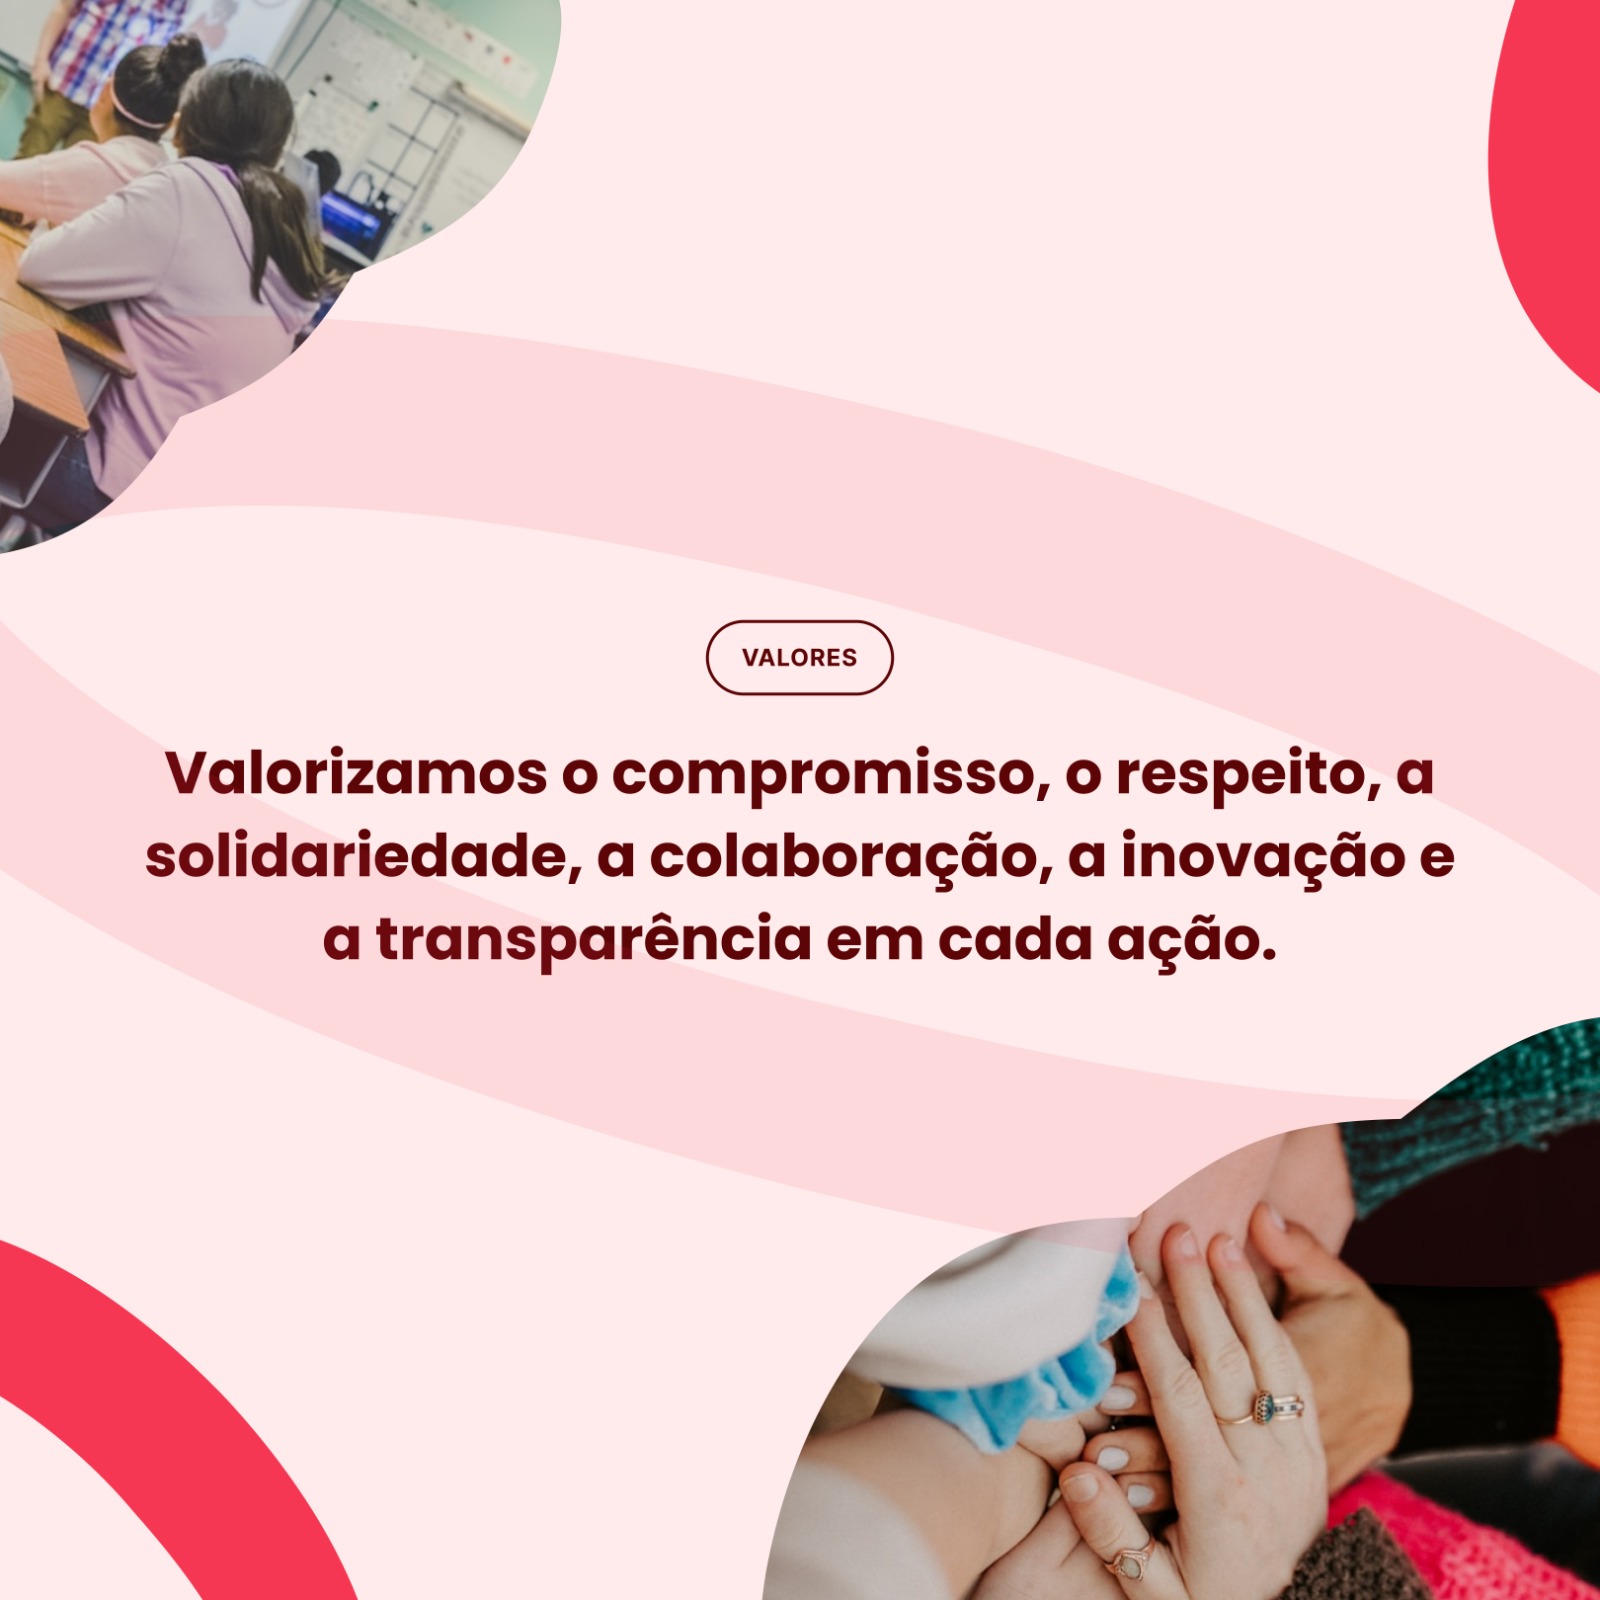 VALORES
Valorizamos o compromisso, o respeito, a
solidariedade, a colaboração, a inovação e
a transparência em cada ação.